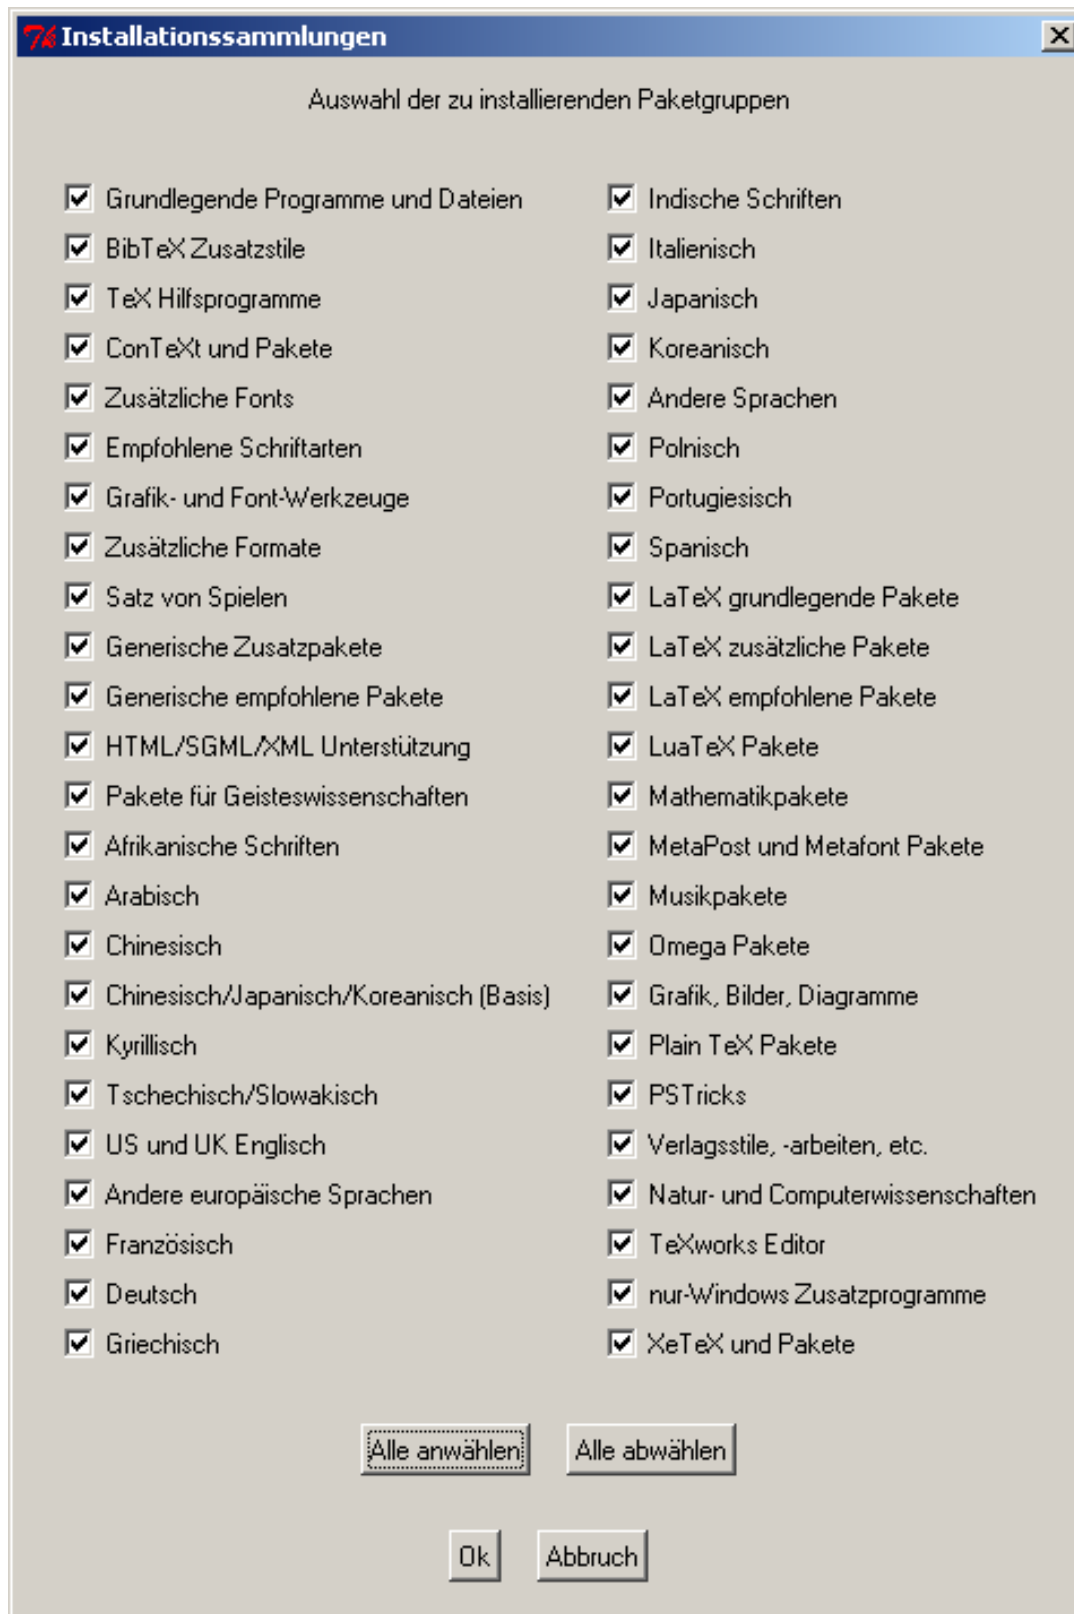 Installationssammlungen
Auswahl der zu installierenden Paketgruppen
Grundlegende Programme und Dateien
BibTeX Zusatzstile
TeX Hilfsprogramme
ConTeXt und Pakete
Zusätzliche Fonts
Empfohlene Schriftarten
Grafik- und Font-Werkzeuge
Zusätzliche Formate
Satz von Spielen
Generische Zusatzpakete
Generische empfohlene Pakete
HTML/SGML/XML Unterstützung
Pakete für Geisteswissenschaften
Afrikanische Schriften
Arabisch
Chinesisch
Chinesisch/Japanisch/Koreanisch (Basis)
Kyrillisch
Tschechisch/Slowakisch
US und UK Englisch
Andere europäische Sprachen
Französisch
Deutsch
Griechisch
Indische Schriften
Italienisch
Japanisch
Koreanisch
Andere Sprachen
Polnisch
Portugiesisch
Spanisch
LaTeX grundlegende Pakete
LaTeX zusätzliche Pakete
LaTeX empfohlene Pakete
LuaTeX Pakete
Mathematikpakete
MetaPost und Metafont Pakete
Musikpakete
Omega Pakete
Grafik, Bilder, Diagramme
Plain TeX Pakete
PSTricks
Verlagsstile, -arbeiten, etc.
Natur- und Computerwissenschaften
TeXworks Editor
nur-Windows Zusatzprogramme
XeTeX und Pakete
Alle anwählen
Alle abwählen
Ok
Abbruch